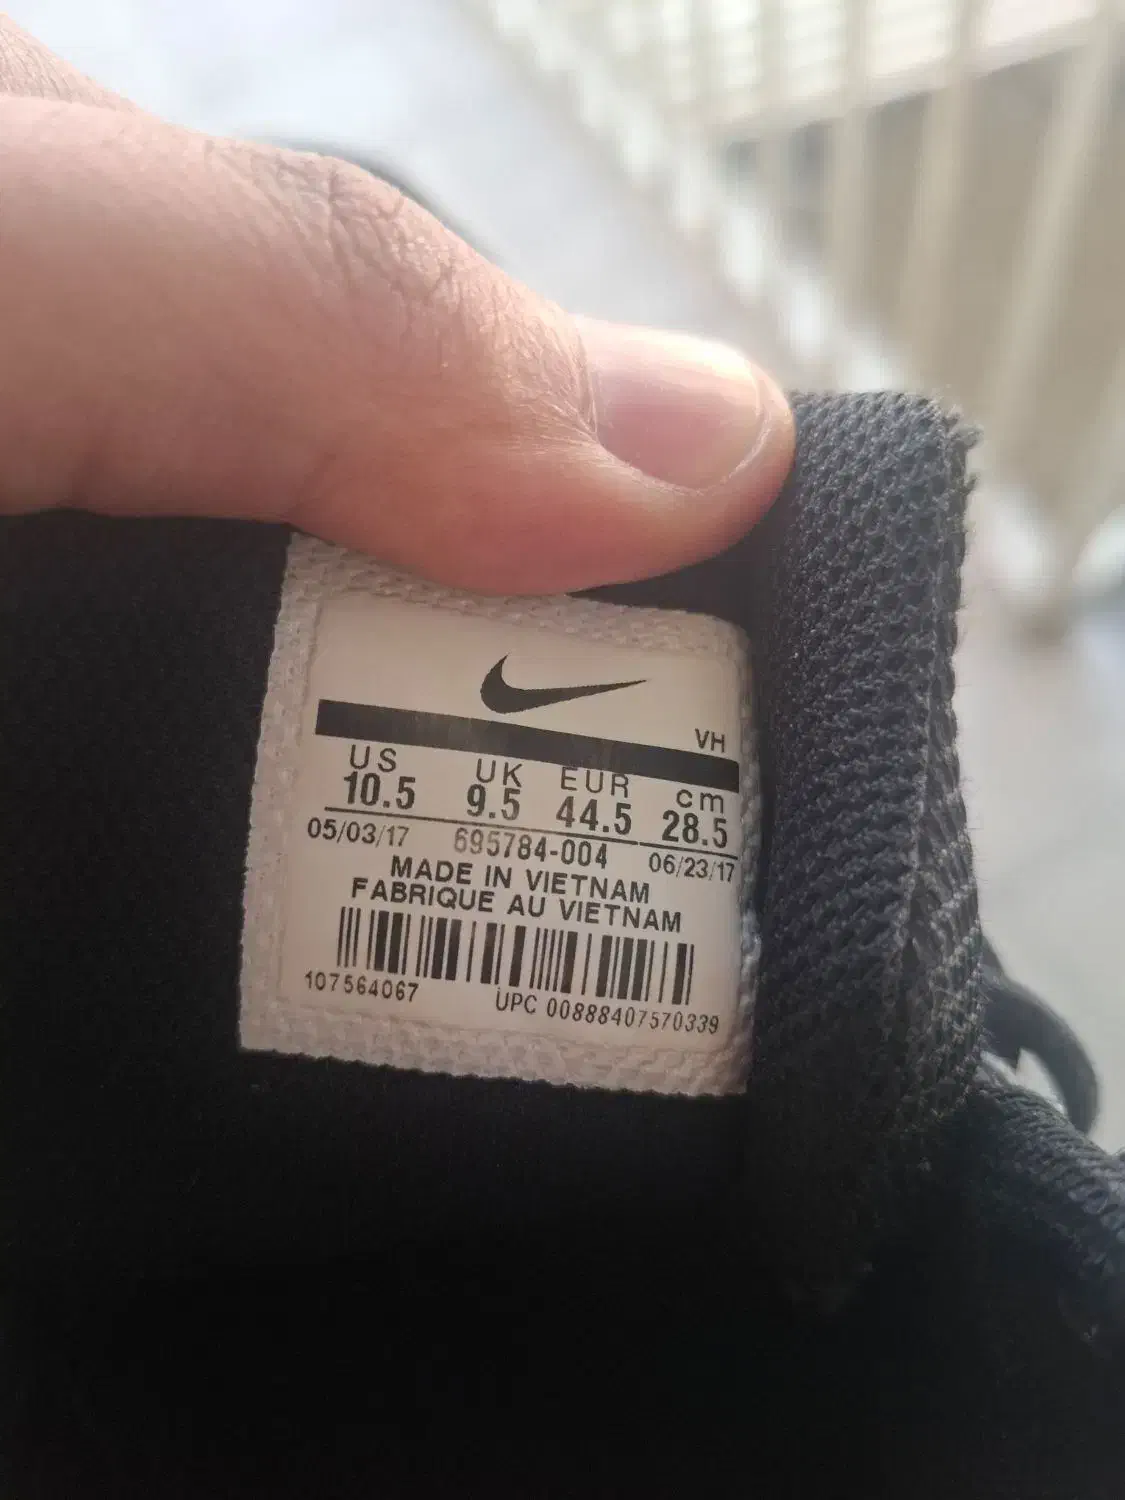 VH
US UK EUR cm
10.5 9.5 44.5 28.5
05/03/17 695784-004 06/23/17
MADE IN VIETNAM
FABRIQUE AU VIETNAM
107564067 UPC 00888407570339